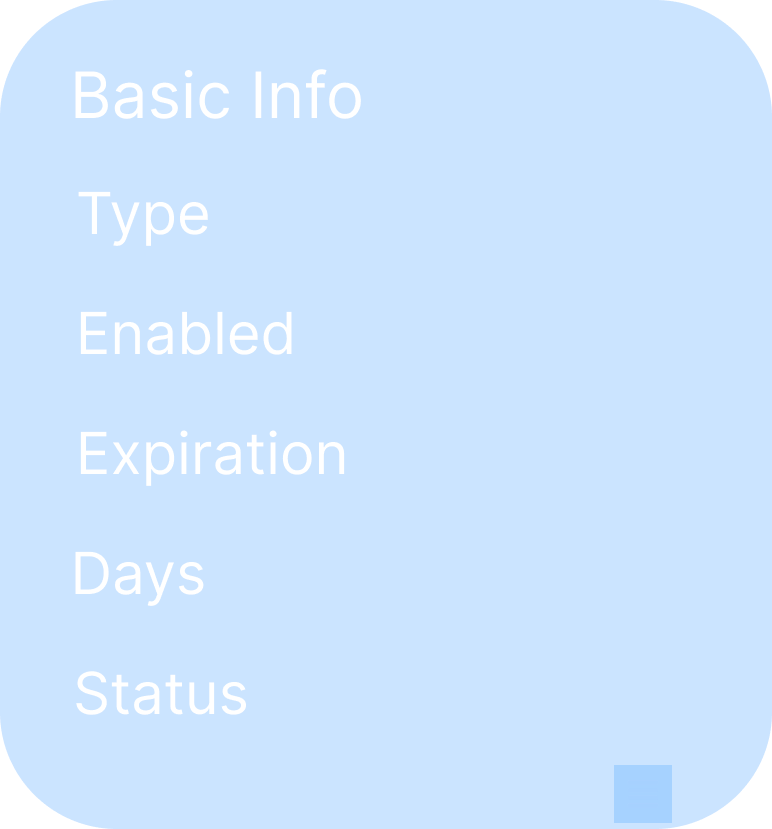 Basic Info
Type
Enabled
Expiration
Days
Status